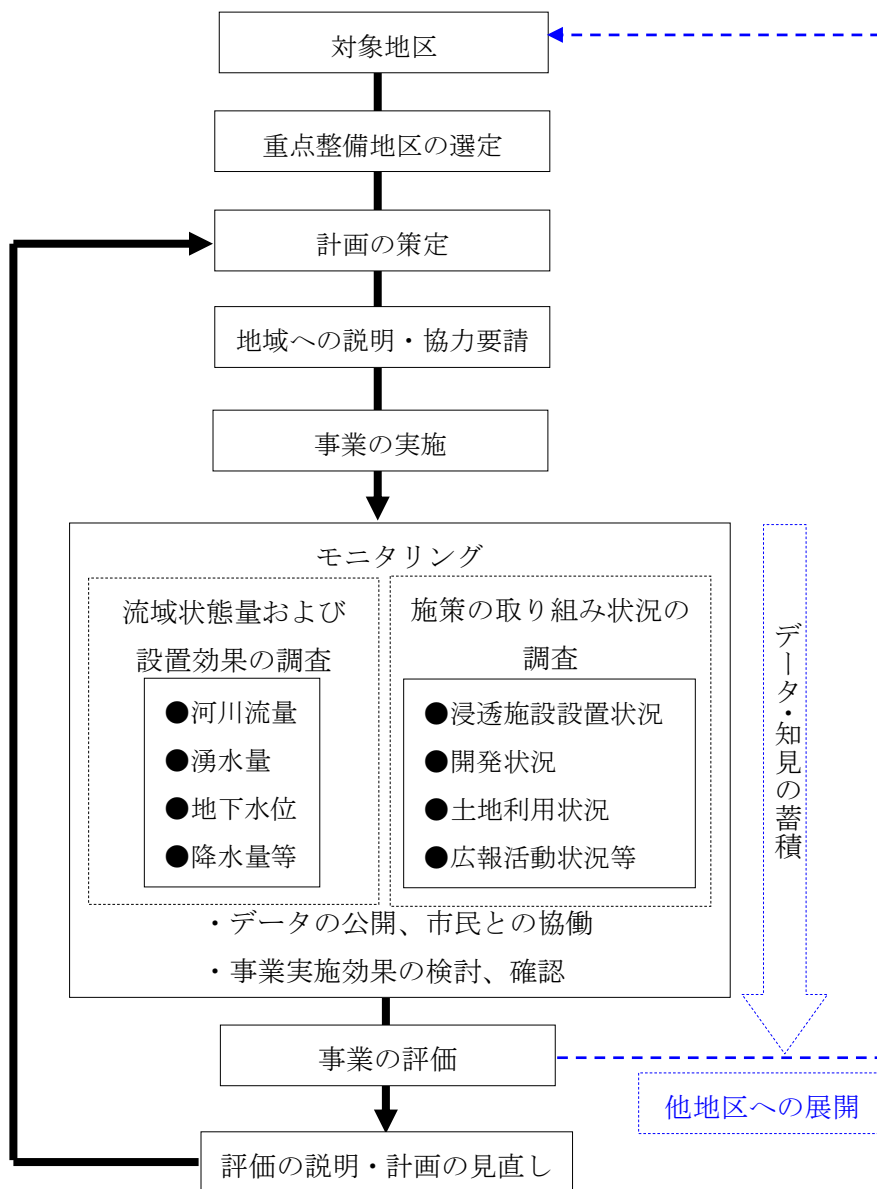 対象地区
重点整備地区の選定
計画の策定
地域への説明・協力要請
事業の実施
モニタリング
流域状態量および
設置効果の調査
●河川流量
●湧水量
●地下水位
●降水量等
施策の取り組み状況の
調査
●浸透施設設置状況
●開発状況
●土地利用状況
●広報活動状況等
・データの公開、市民との協働
・事業実施効果の検討、確認
データ・知見の蓄積
事業の評価
他地区への展開
評価の説明・計画の見直し